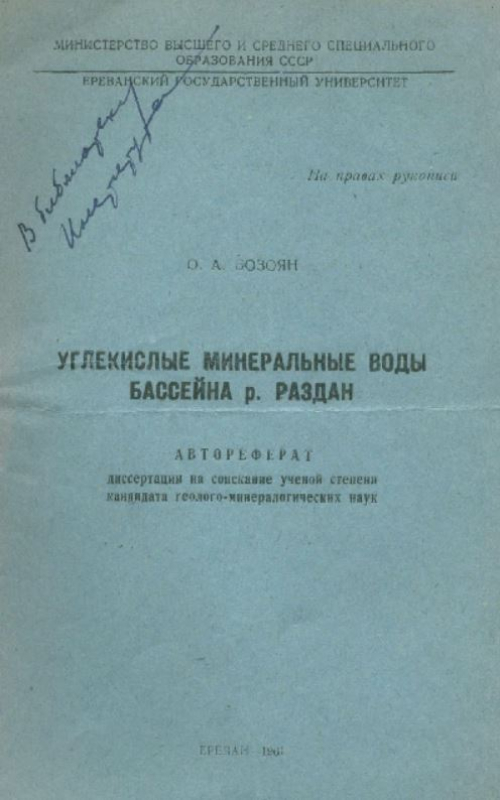 МИНИСТЕРСТВО ВЫСШЕГО И СРЕДНЕГО СПЕЦИАЛЬНОГО
ОБРАЗОВАНИЯ СССР
ЕРЕВАНСКИЙ ГОСУДАРСТВЕННЫЙ УНИВЕРСИТЕТ
В библиотеку
Института
На правах рукописи
О. А. БОЗОЯН
УГЛЕКИСЛЫЕ МИНЕРАЛЬНЫЕ ВОДЫ
БАССЕЙНА р. РАЗДАН
АВТОРЕФЕРАТ
диссертации на соискание ученой степени
кандидата геолого-минералогических наук
ЕРЕВАН